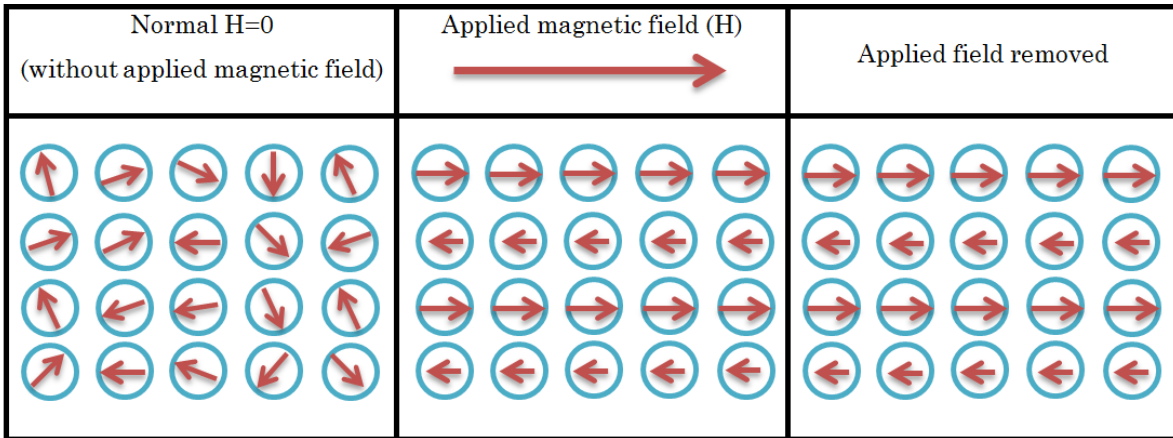 Normal H=0
(without applied magnetic field)
Applied magnetic field (H)
Applied field removed